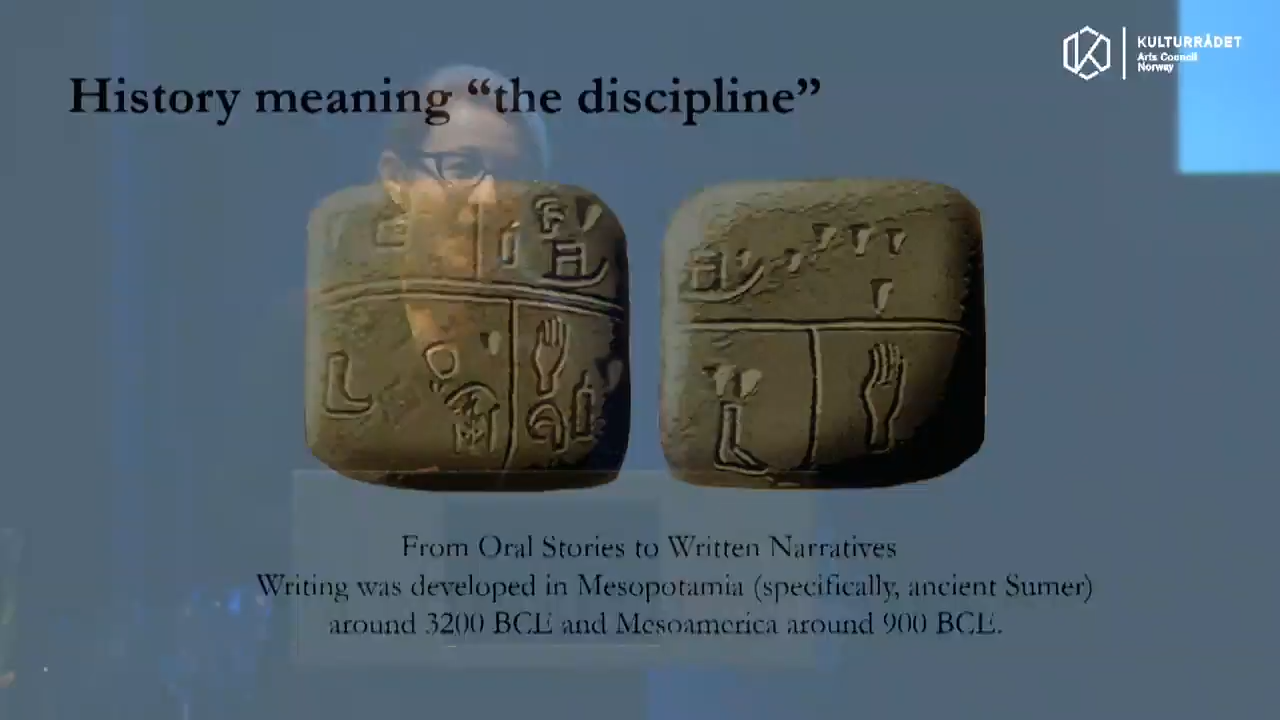 KULTURRÅDET
Arts Council
Norway
History meaning “the discipline”
From Oral Stories to Written Narratives
Writing was developed in Mesopotamia (specifically, ancient Sumer)
around 3200 BCE and Mesoamerica around 900 BCE.